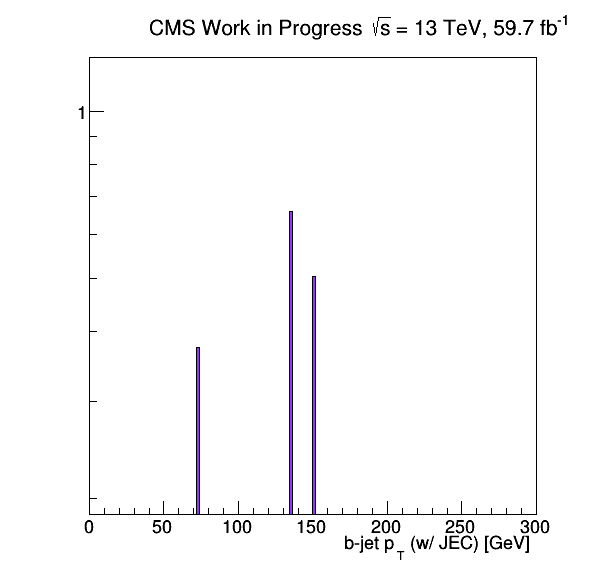 CMS Work in Progress √s = 13 TeV, 59.7 fb⁻¹
1
0 50 100 150 200 250 300
b-jet p_T (w/ JEC) [GeV]